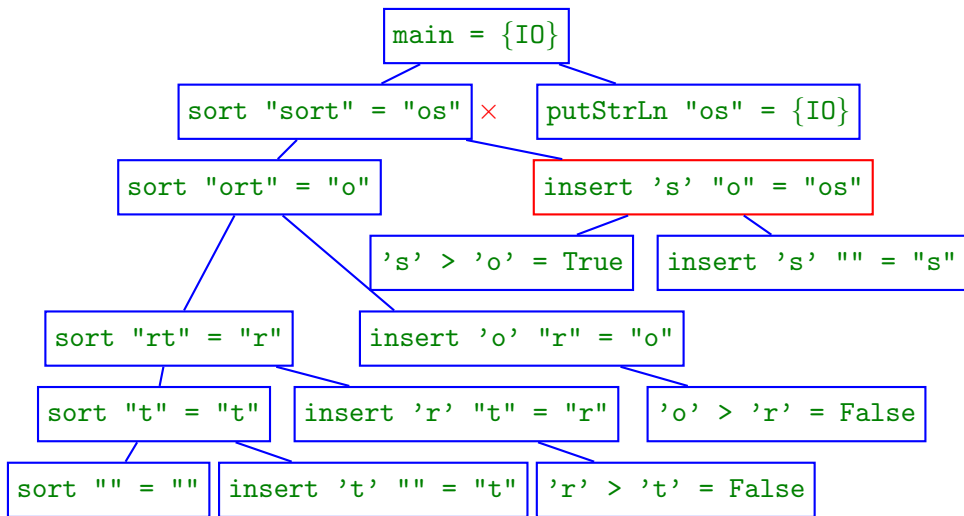 main = {IO}
sort "sort" = "os" ×
putStrLn "os" = {IO}
sort "ort" = "o"
insert 's' "o" = "os"
's' > 'o' = True
insert 's' "" = "s"
sort "rt" = "r"
insert 'o' "r" = "o"
sort "t" = "t"
insert 'r' "t" = "r"
'o' > 'r' = False
sort "" = ""
insert 't' "" = "t"
'r' > 't' = False